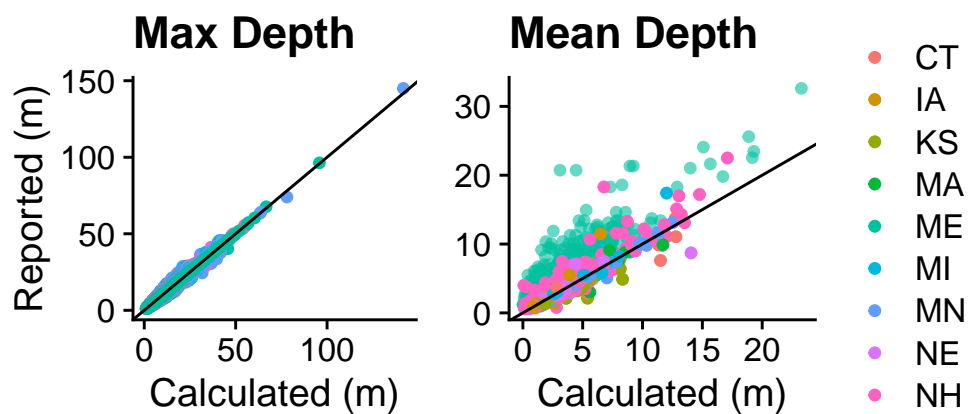 Max Depth
Reported (m)
150
100
50
0
0 50 100
Calculated (m)
Mean Depth
30
20
10
0
0 5 10 15 20
Calculated (m)
CT
IA
KS
MA
ME
MI
MN
NE
NH